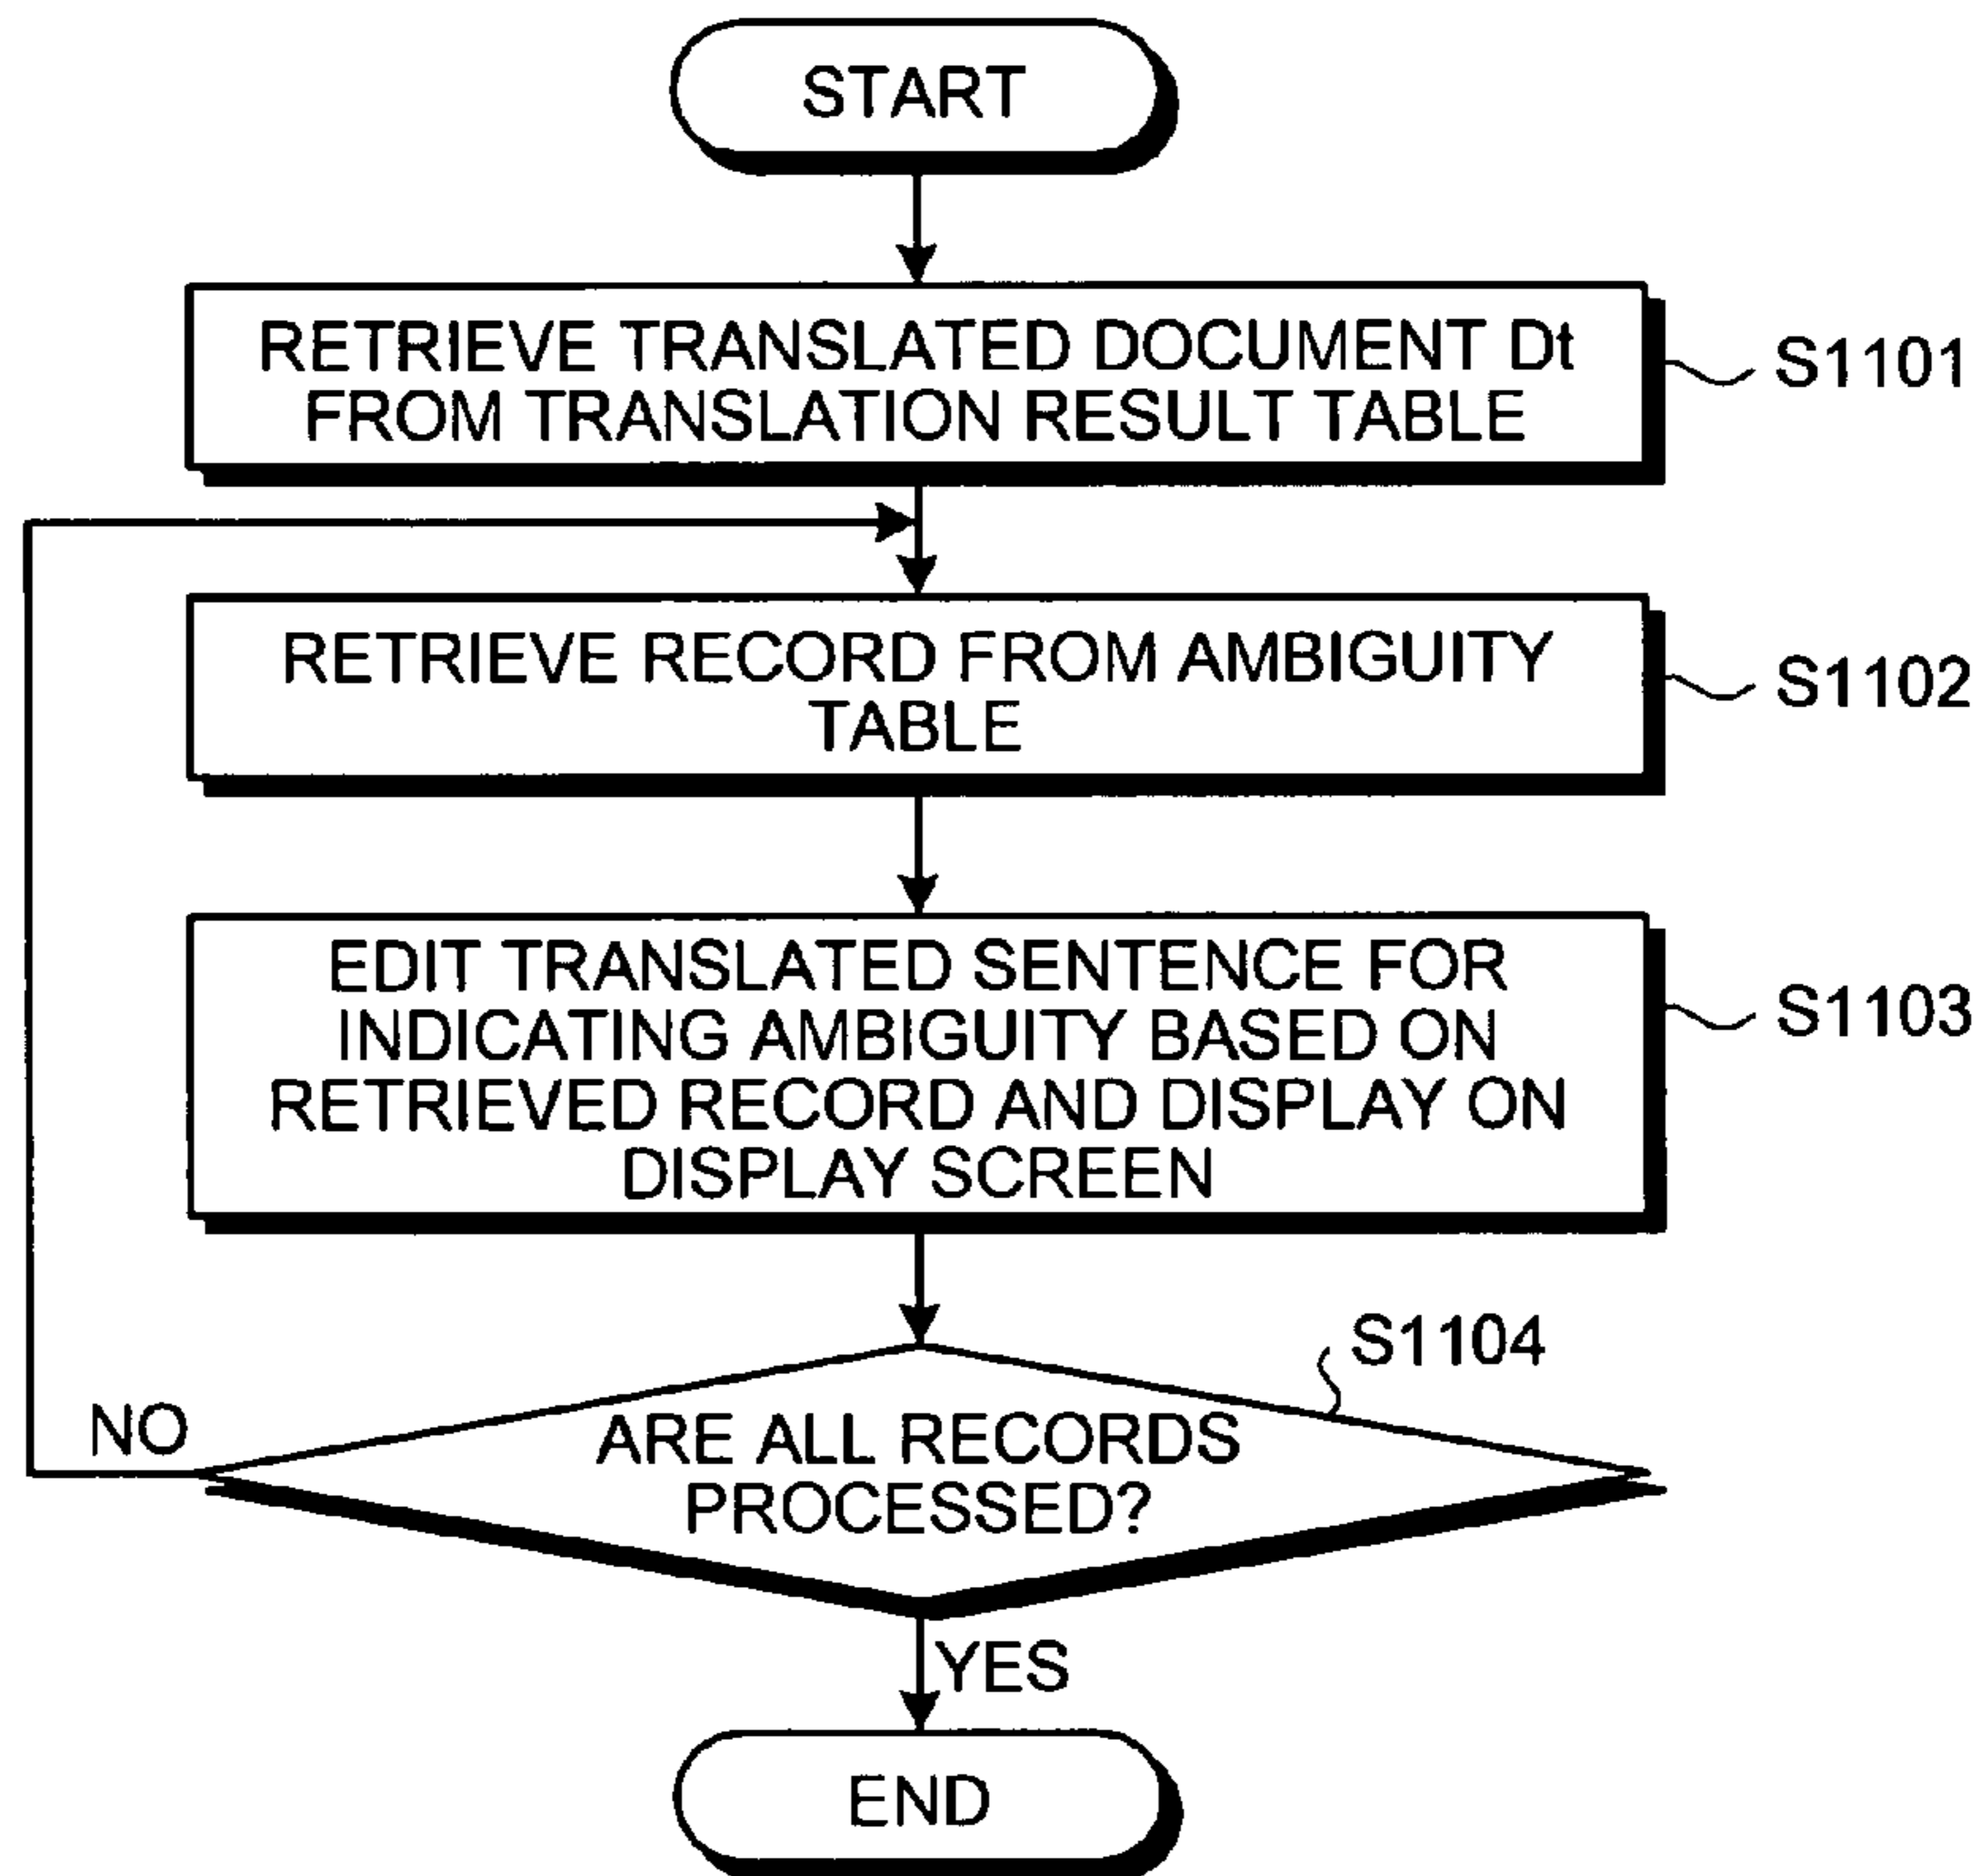 START
RETRIEVE TRANSLATED DOCUMENT Dt
FROM TRANSLATION RESULT TABLE
S1101
RETRIEVE RECORD FROM AMBIGUITY
TABLE
S1102
EDIT TRANSLATED SENTENCE FOR
INDICATING AMBIGUITY BASED ON
RETRIEVED RECORD AND DISPLAY ON
DISPLAY SCREEN
S1103
S1104
NO
ARE ALL RECORDS
PROCESSED?
YES
END